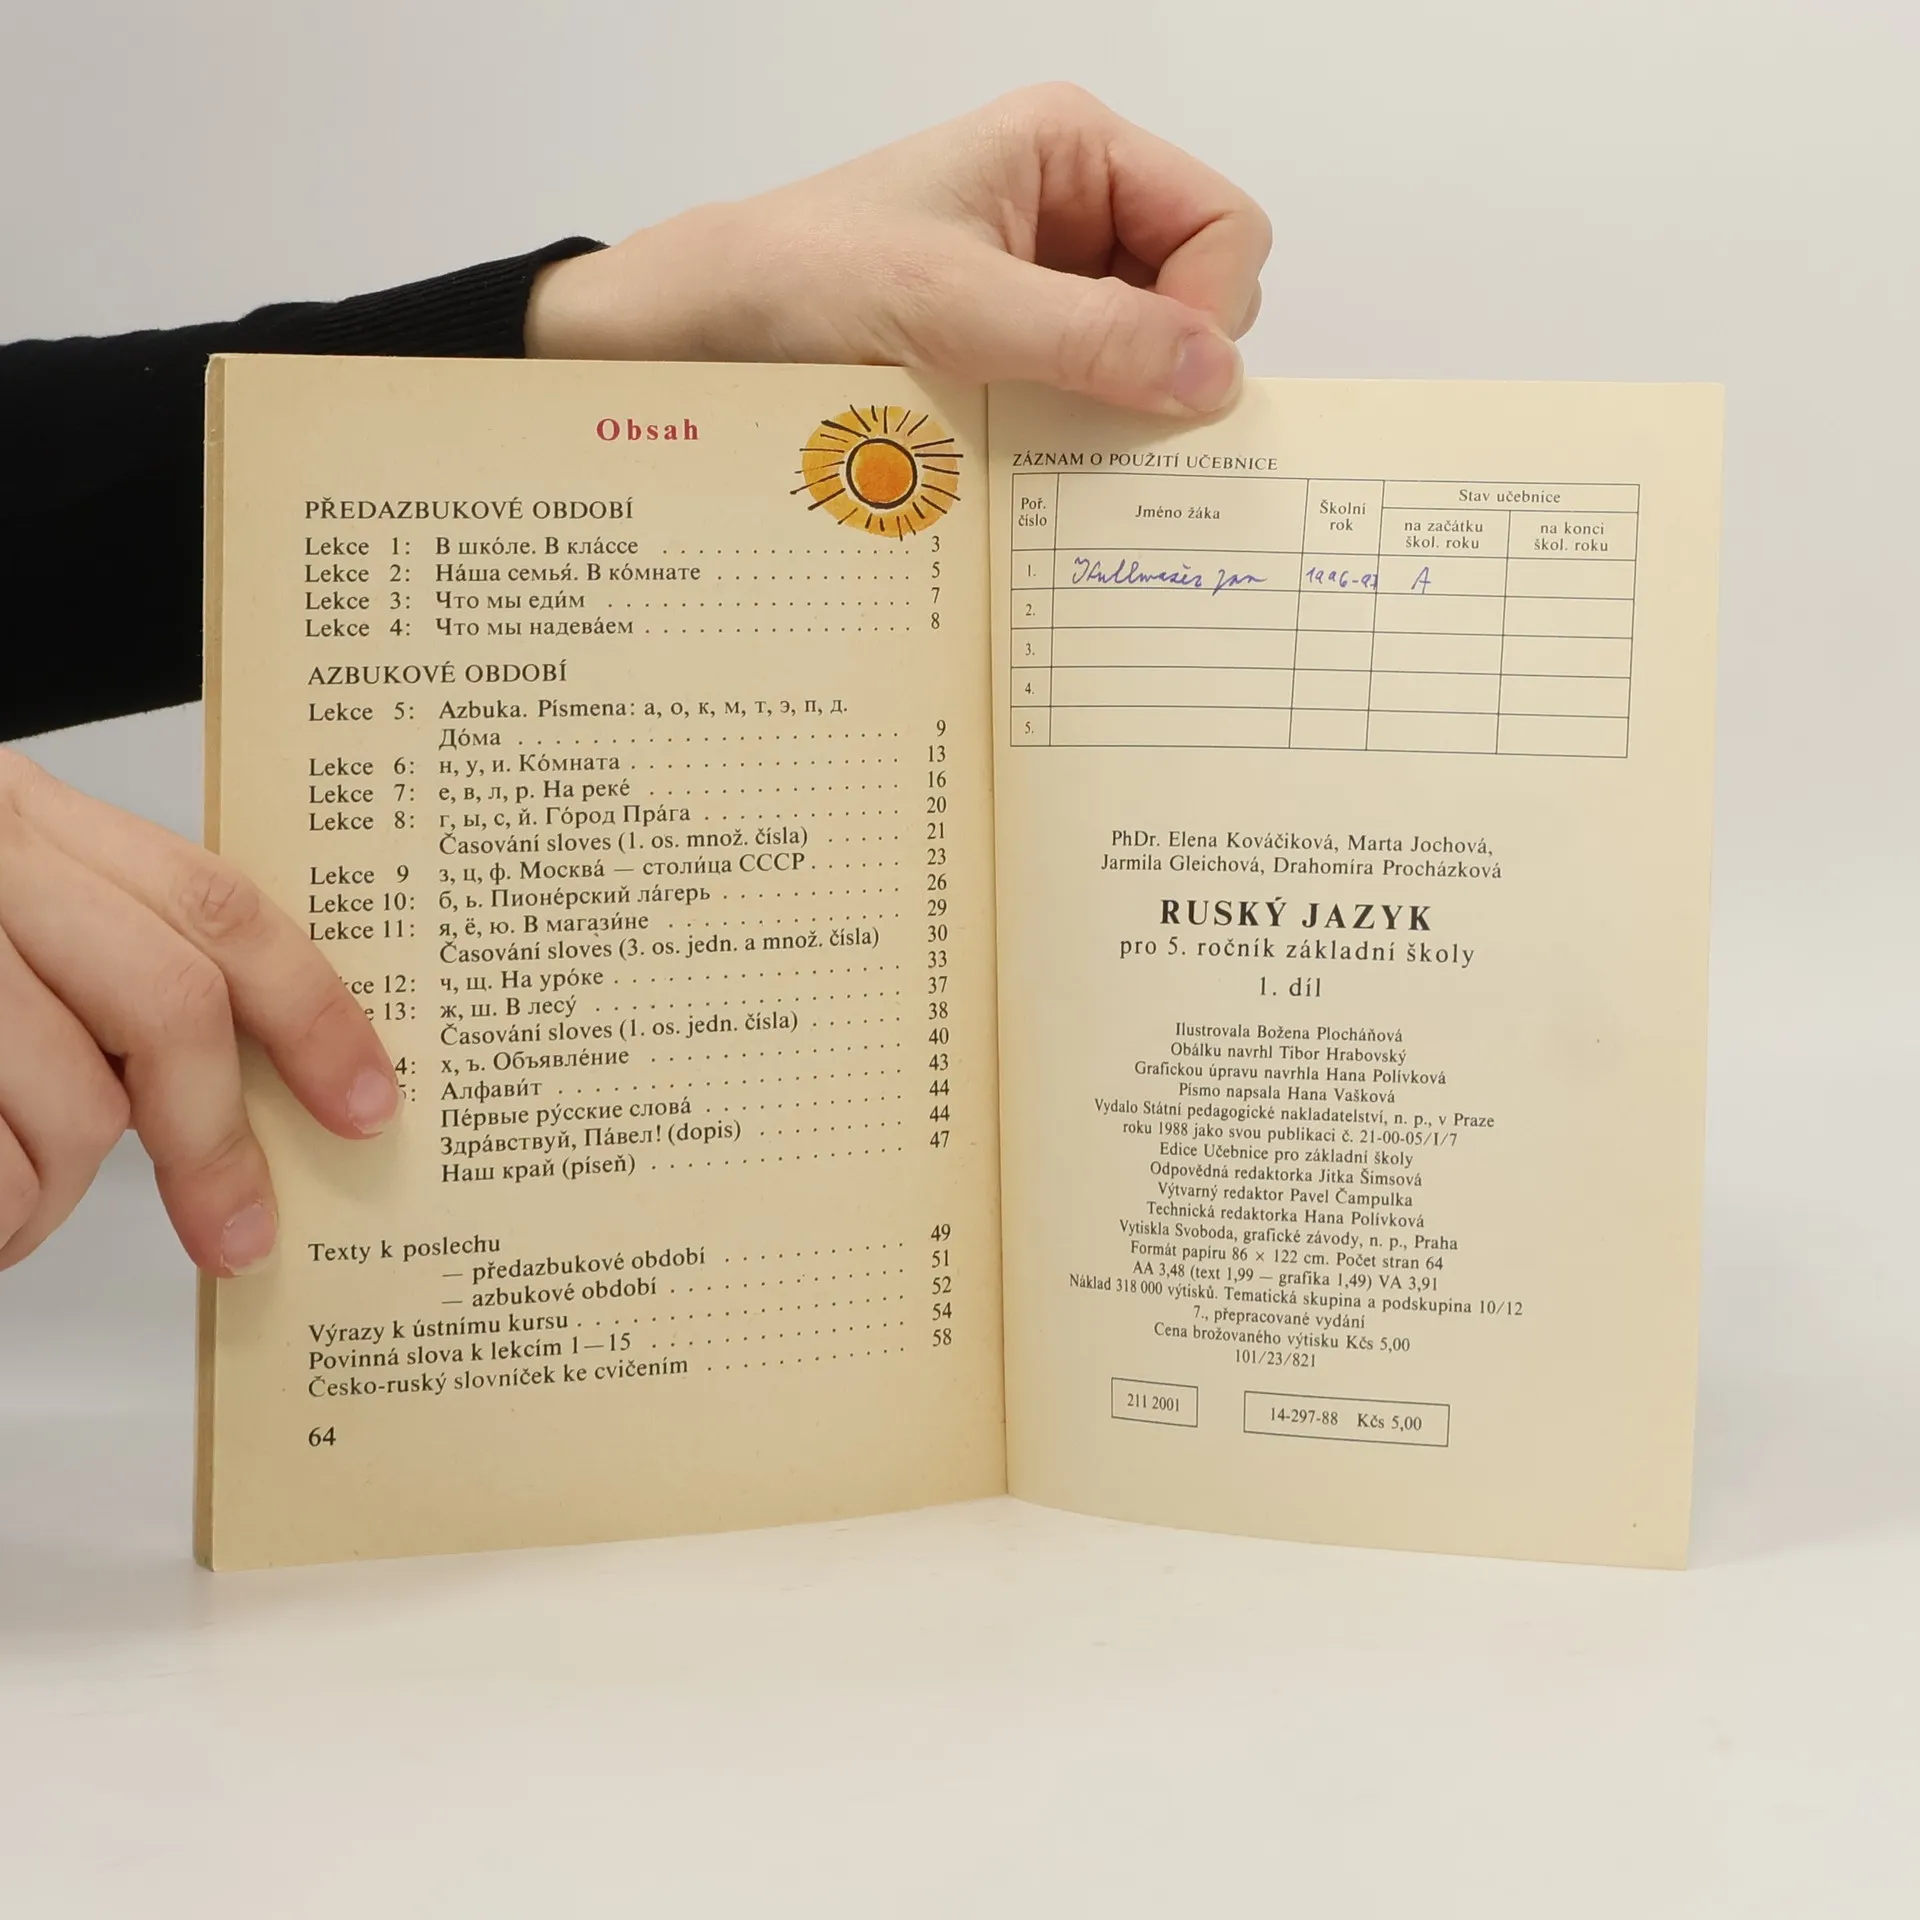 Obsah
PŘEDAZBUKOVÉ OBDOBÍ
Lekce 1: В шко́ле. В кла́ссе . . . . . . . . . . . . . . . 3
Lekce 2: На́ша семья́. В ко́мнате . . . . . . . . . . . . 5
Lekce 3: Что мы еди́м . . . . . . . . . . . . . . . . . 7
Lekce 4: Что мы надева́ем . . . . . . . . . . . . . . . 8
AZBUKOVÉ OBDOBÍ
Lekce 5: Azbuka. Písmena: а, о, к, м, т, э, п, д.
До́ма . . . . . . . . . . . . . . . . . . . . . 9
Lekce 6: н, у, и. Ко́мната . . . . . . . . . . . . . . . 13
Lekce 7: е, в, л, р. На реке́ . . . . . . . . . . . . . . 16
Lekce 8: г, ы, с, й. Го́род Пра́га . . . . . . . . . . . 20
Časování sloves (1. os. množ. čísla) . . . . . 21
Lekce 9 з, ц, ф. Москва́ — столи́ца СССР . . . . . . 23
Lekce 10: б, ь. Пионе́рский ла́герь . . . . . . . . . . 26
Lekce 11: я, ё, ю. В магази́не . . . . . . . . . . . . . 29
Časování sloves (3. os. jedn. a množ. čísla) 30
ce 12: ч, щ. На уро́ке . . . . . . . . . . . . . . . 33
e 13: ж, ш. В лесу́ . . . . . . . . . . . . . . . . 37
Časování sloves (1. os. jedn. čísla) . . . . . . 38
4: х, ъ. Объявле́ние . . . . . . . . . . . . . . 40
: Алфави́т . . . . . . . . . . . . . . . . . . . 43
Пе́рвые ру́сские слова́ . . . . . . . . . . . 44
Здра́вствуй, Па́вел! (dopis) . . . . . . . . 44
Наш край (píseň) . . . . . . . . . . . . . . 47
Texty k poslechu
— předazbukové období . . . . . . . . . . 49
— azbukové období . . . . . . . . . . . . 51
Výrazy k ústnímu kursu . . . . . . . . . . . . . . . . . 52
Povinná slova k lekcím 1—15 . . . . . . . . . . . . . . 54
Česko-ruský slovníček ke cvičením . . . . . . . . . . . 58
64
ZÁZNAM O POUŽITÍ UČEBNICE
Poř. číslo Jméno žáka Školní rok Stav učebnice
na začátku škol. roku na konci škol. roku
1. Jan 1996-97 A
2.
3.
4.
5.
PhDr. Elena Kováčiková, Marta Jochová,
Jarmila Gleichová, Drahomíra Procházková
RUSKÝ JAZYK
pro 5. ročník základní školy
1. díl
Ilustrovala Božena Plocháňová
Obálku navrhl Tibor Hrabovský
Grafickou úpravu navrhla Hana Polívková
Písmo napsala Hana Vašková
Vydalo Státní pedagogické nakladatelství, n. p., v Praze
roku 1988 jako svou publikaci č. 21-00-05/I/7
Edice Učebnice pro základní školy
Odpovědná redaktorka Jitka Šimsová
Výtvarný redaktor Pavel Čampulka
Technická redaktorka Hana Polívková
Vytiskla Svoboda, grafické závody, n. p., Praha
Formát papíru 86 × 122 cm. Počet stran 64
AA 3,48 (text 1,99 — grafika 1,49) VA 3,91
Náklad 318 000 výtisků. Tematická skupina a podskupina 10/12
7., přepracované vydání
Cena brožovaného výtisku Kčs 5,00
101/23/821
211 2001
14-297-88 Kčs 5,00